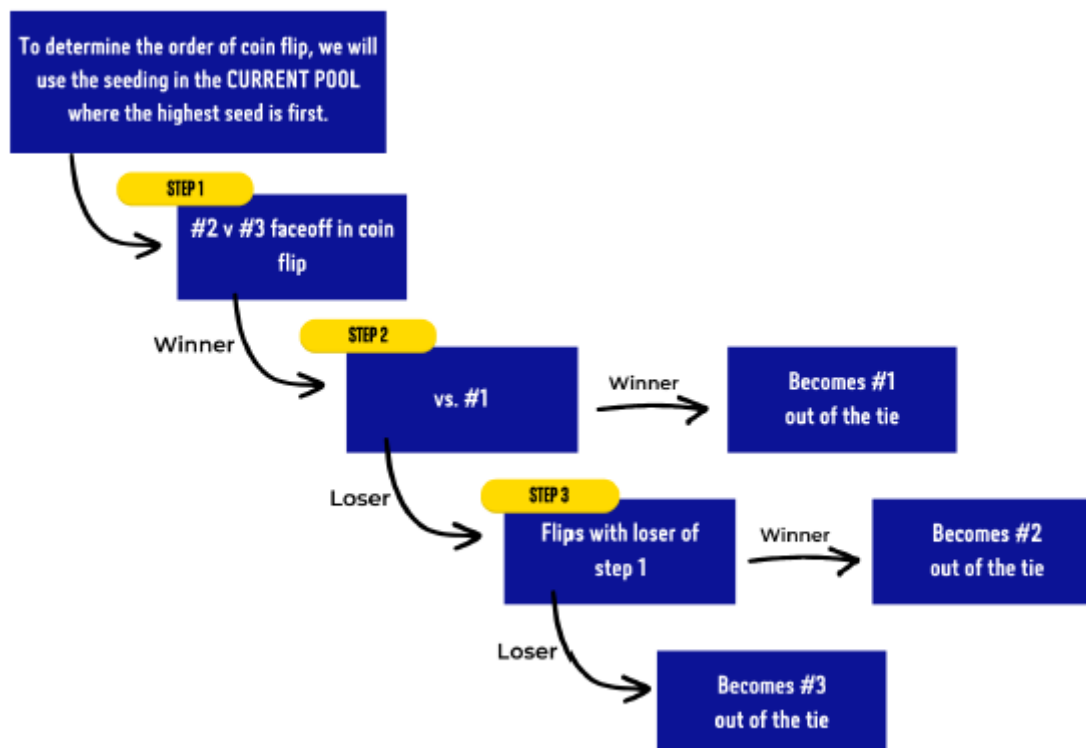 To determine the order of coin flip, we will
use the seeding in the CURRENT POOL
where the highest seed is first.
STEP 1
#2 v #3 faceoff in coin
flip
Winner
STEP 2
vs. #1
Winner
Becomes #1
out of the tie
Loser
STEP 3
Flips with loser of
step 1
Winner
Becomes #2
out of the tie
Loser
Becomes #3
out of the tie